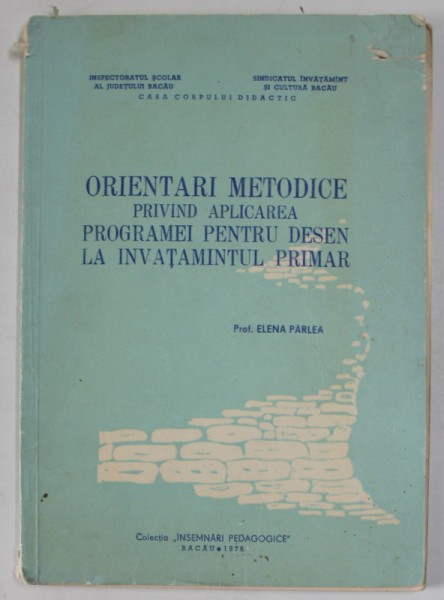 INSPECTORATUL ȘCOLAR
AL JUDEȚULUI BACĂU
SINDICATUL ÎNVĂȚĂMÎNT
ȘI CULTURĂ BACĂU
CASA CORPULUI DIDACTIC
ORIENTARI METODICE
PRIVIND APLICAREA
PROGRAMEI PENTRU DESEN
LA INVAȚAMINTUL PRIMAR
Prof. ELENA PÂRLEA
Colecția „ÎNSEMNĂRI PEDAGOGICE"
BACĂU • 1978